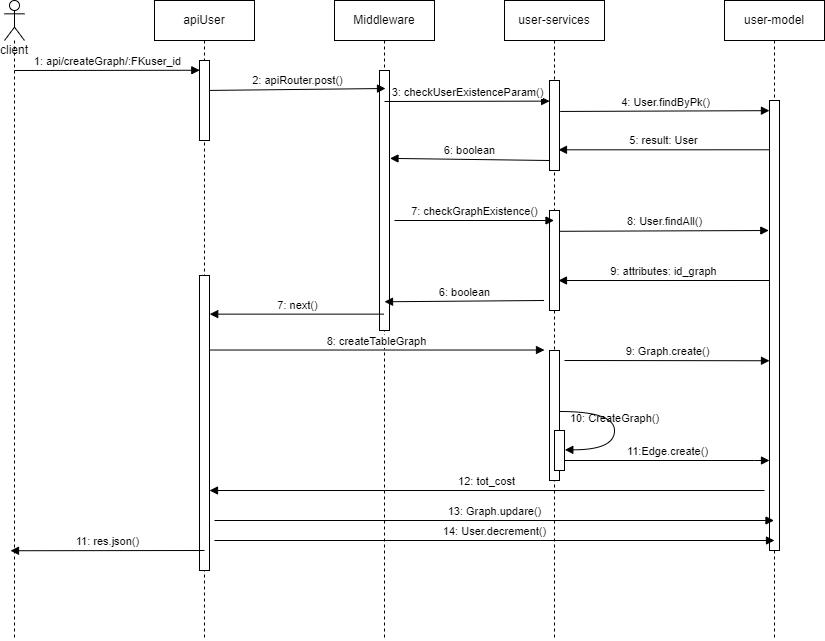 apiUser
Middleware
user-services
user-model
client
1: api/createGraph/:FKuser_id
2: apiRouter.post()
3: checkUserExistenceParam()
4: User.findByPk()
5: result: User
6: boolean
7: checkGraphExistence()
8: User.findAll()
9: attributes: id_graph
6: boolean
7: next()
8: createTableGraph
9: Graph.create()
10: CreateGraph()
11:Edge.create()
12: tot_cost
13: Graph.updare()
14: User.decrement()
11: res.json()